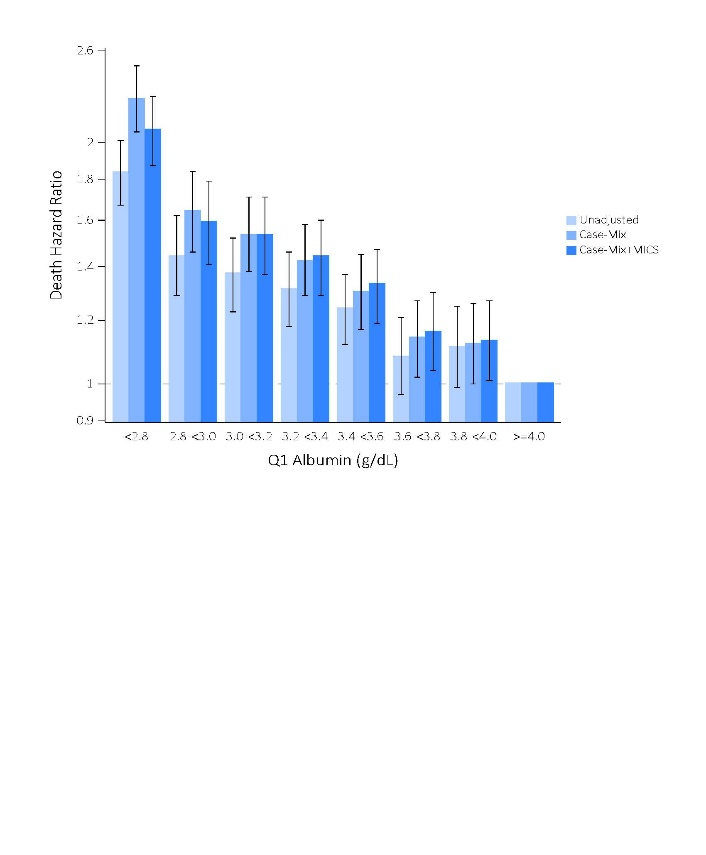 2.6
2
1.8
1.6
1.4
1.2
1
0.9
Death Hazard Ratio
Unadjusted
Case-Mix
Case-Mix+MICS
<2.8 2.8 <3.0 3.0 <3.2 3.2 <3.4 3.4 <3.6 3.6 <3.8 3.8 <4.0 >=4.0
Q1 Albumin (g/dL)